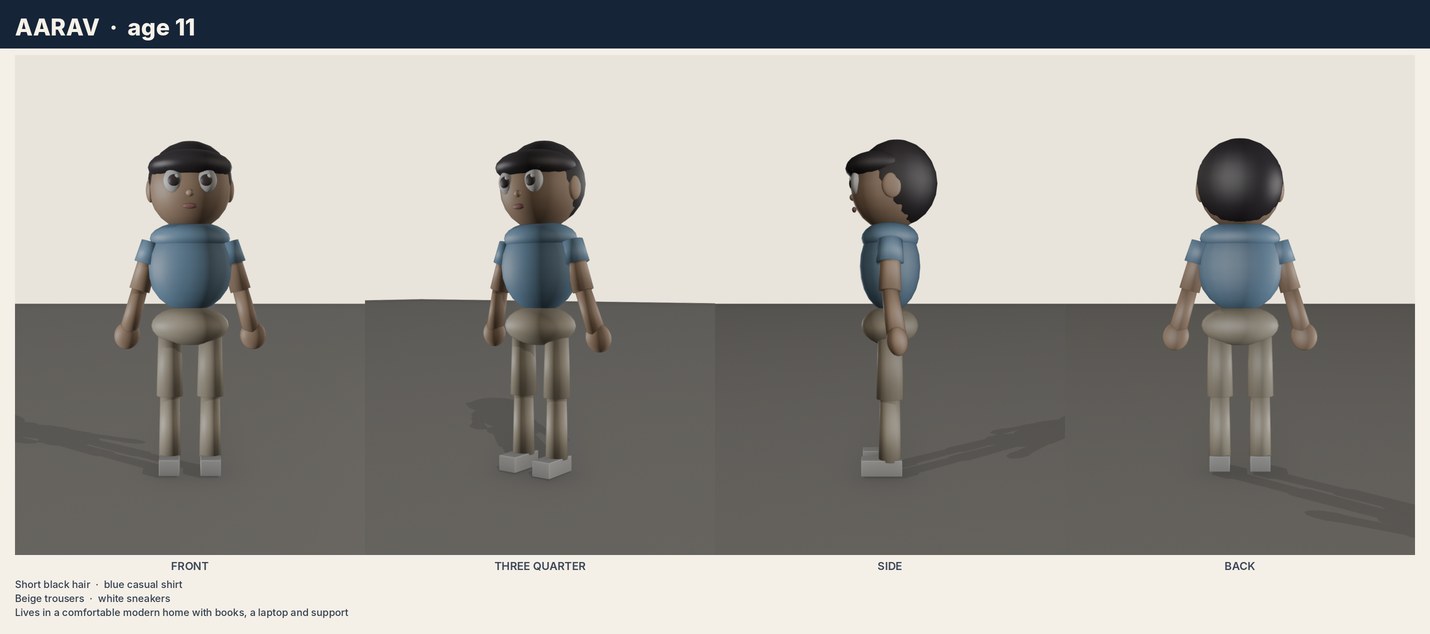 AARAV · age 11
FRONT
THREE QUARTER
SIDE
BACK
Short black hair · blue casual shirt
Beige trousers · white sneakers
Lives in a comfortable modern home with books, a laptop and support